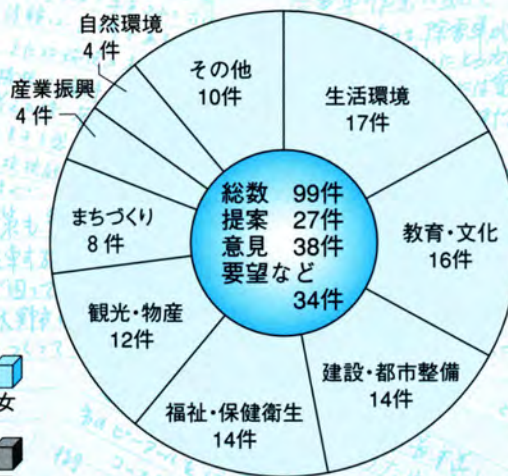 自然環境
4件
産業振興
4件
その他
10件
生活環境
17件
教育・文化
16件
建設・都市整備
14件
福祉・保健衛生
14件
観光・物産
12件
まちづくり
8件
総数 99件
提案 27件
意見 38件
要望など
34件
女